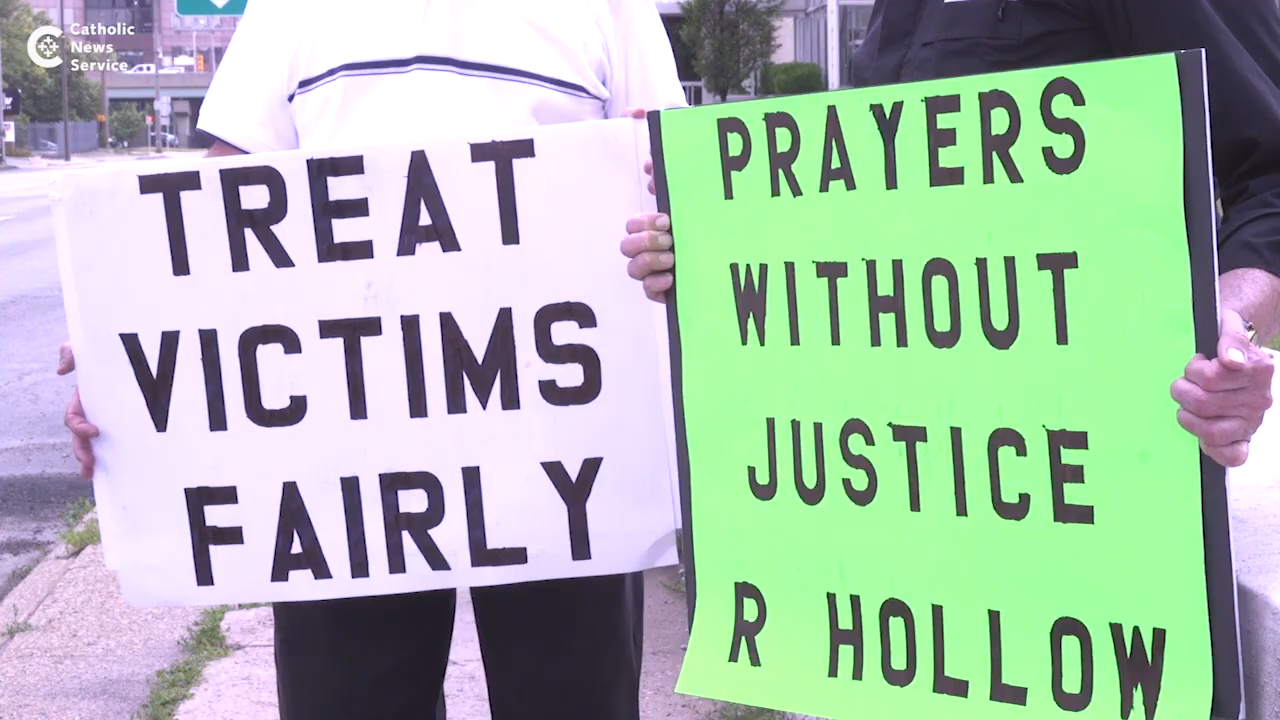 Catholic
News
Service
TREAT
VICTIMS
FAIRLY
PRAYERS
WITHOUT
JUSTICE
R HOLLOW